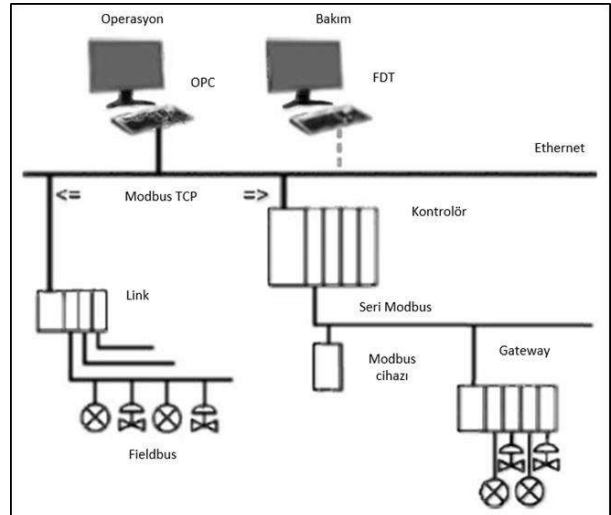 Operasyon
Bakım
OPC
FDT
Ethernet
<= Modbus TCP =>
Kontrolör
Link
Seri Modbus
Gateway
Modbus
cihazı
Fieldbus